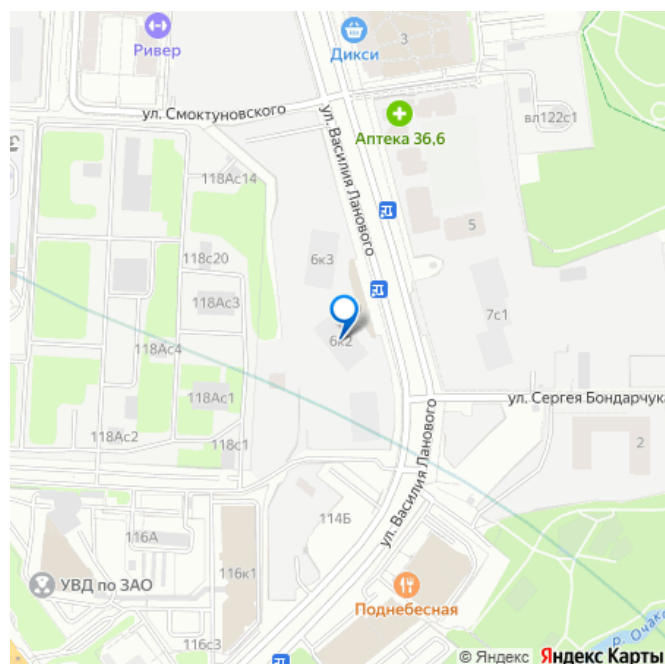 Ривер
Дикси
3
ул. Смоктуновского
Аптека 36,6
вл122с1
ул. Василия Ланового
118Ас14
5
118с20
6к3
118Ас3
7с1
118Ас4
6к2
118Ас1
ул. Сергея Бондарчука
118Ас2
118с1
2
ул. Василия Ланового
114Б
116А
116к1
УВД по ЗАО
Поднебесная
116с3
р. Очак
© Яндекс Яндекс Карты